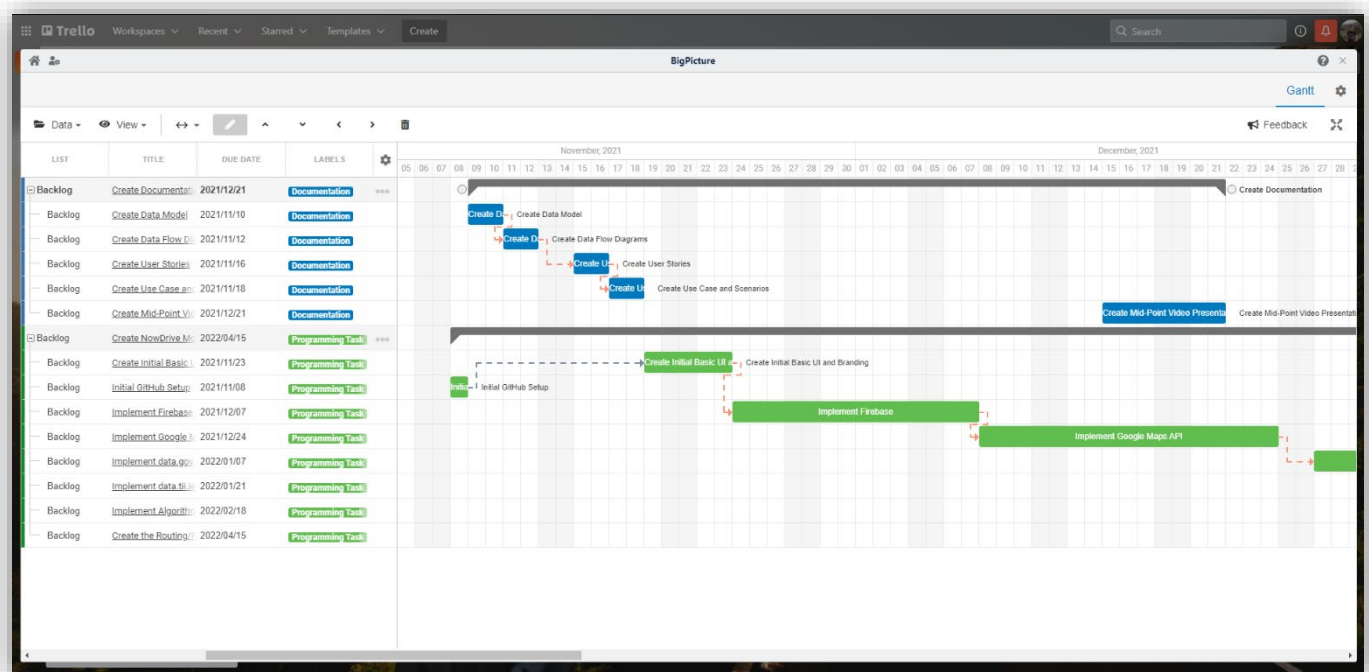 Trello Workspaces Recent Starred Templates Create Search
BigPicture
Gantt
Data View Feedback
LIST TITLE DUE DATE LABELS November, 2021 December, 2021
05 06 07 08 09 10 11 12 13 14 15 16 17 18 19 20 21 22 23 24 25 26 27 28 29 30 01 02 03 04 05 06 07 08 09 10 11 12 13 14 15 16 17 18 19 20 21 22 23 24 25 26 27 28
Backlog Create Documentati 2021/12/21 Documentation Create Documentation
Backlog Create Data Model 2021/11/10 Documentation Create D Create Data Model
Backlog Create Data Flow Di 2021/11/12 Documentation Create D Create Data Flow Diagrams
Backlog Create User Stories 2021/11/16 Documentation Create U Create User Stories
Backlog Create Use Case and 2021/11/18 Documentation Create Us Create Use Case and Scenarios
Backlog Create Mid-Point Vi 2021/12/21 Documentation Create Mid-Point Video Presenta Create Mid-Point Video Presentati
Backlog Create NowDrive Mo 2022/04/15 Programming Task
Backlog Create Initial Basic 2021/11/23 Programming Task Create Initial Basic UI Create Initial Basic UI and Branding
Backlog Initial GitHub Setup 2021/11/08 Programming Task Initia Initial GitHub Setup
Backlog Implement Firebase 2021/12/07 Programming Task Implement Firebase
Backlog Implement Google 2021/12/24 Programming Task Implement Google Maps API
Backlog Implement data.gov 2022/01/07 Programming Task
Backlog Implement data.tii.i 2022/01/21 Programming Task
Backlog Implement Algorith 2022/02/18 Programming Task
Backlog Create the Routing/ 2022/04/15 Programming Task